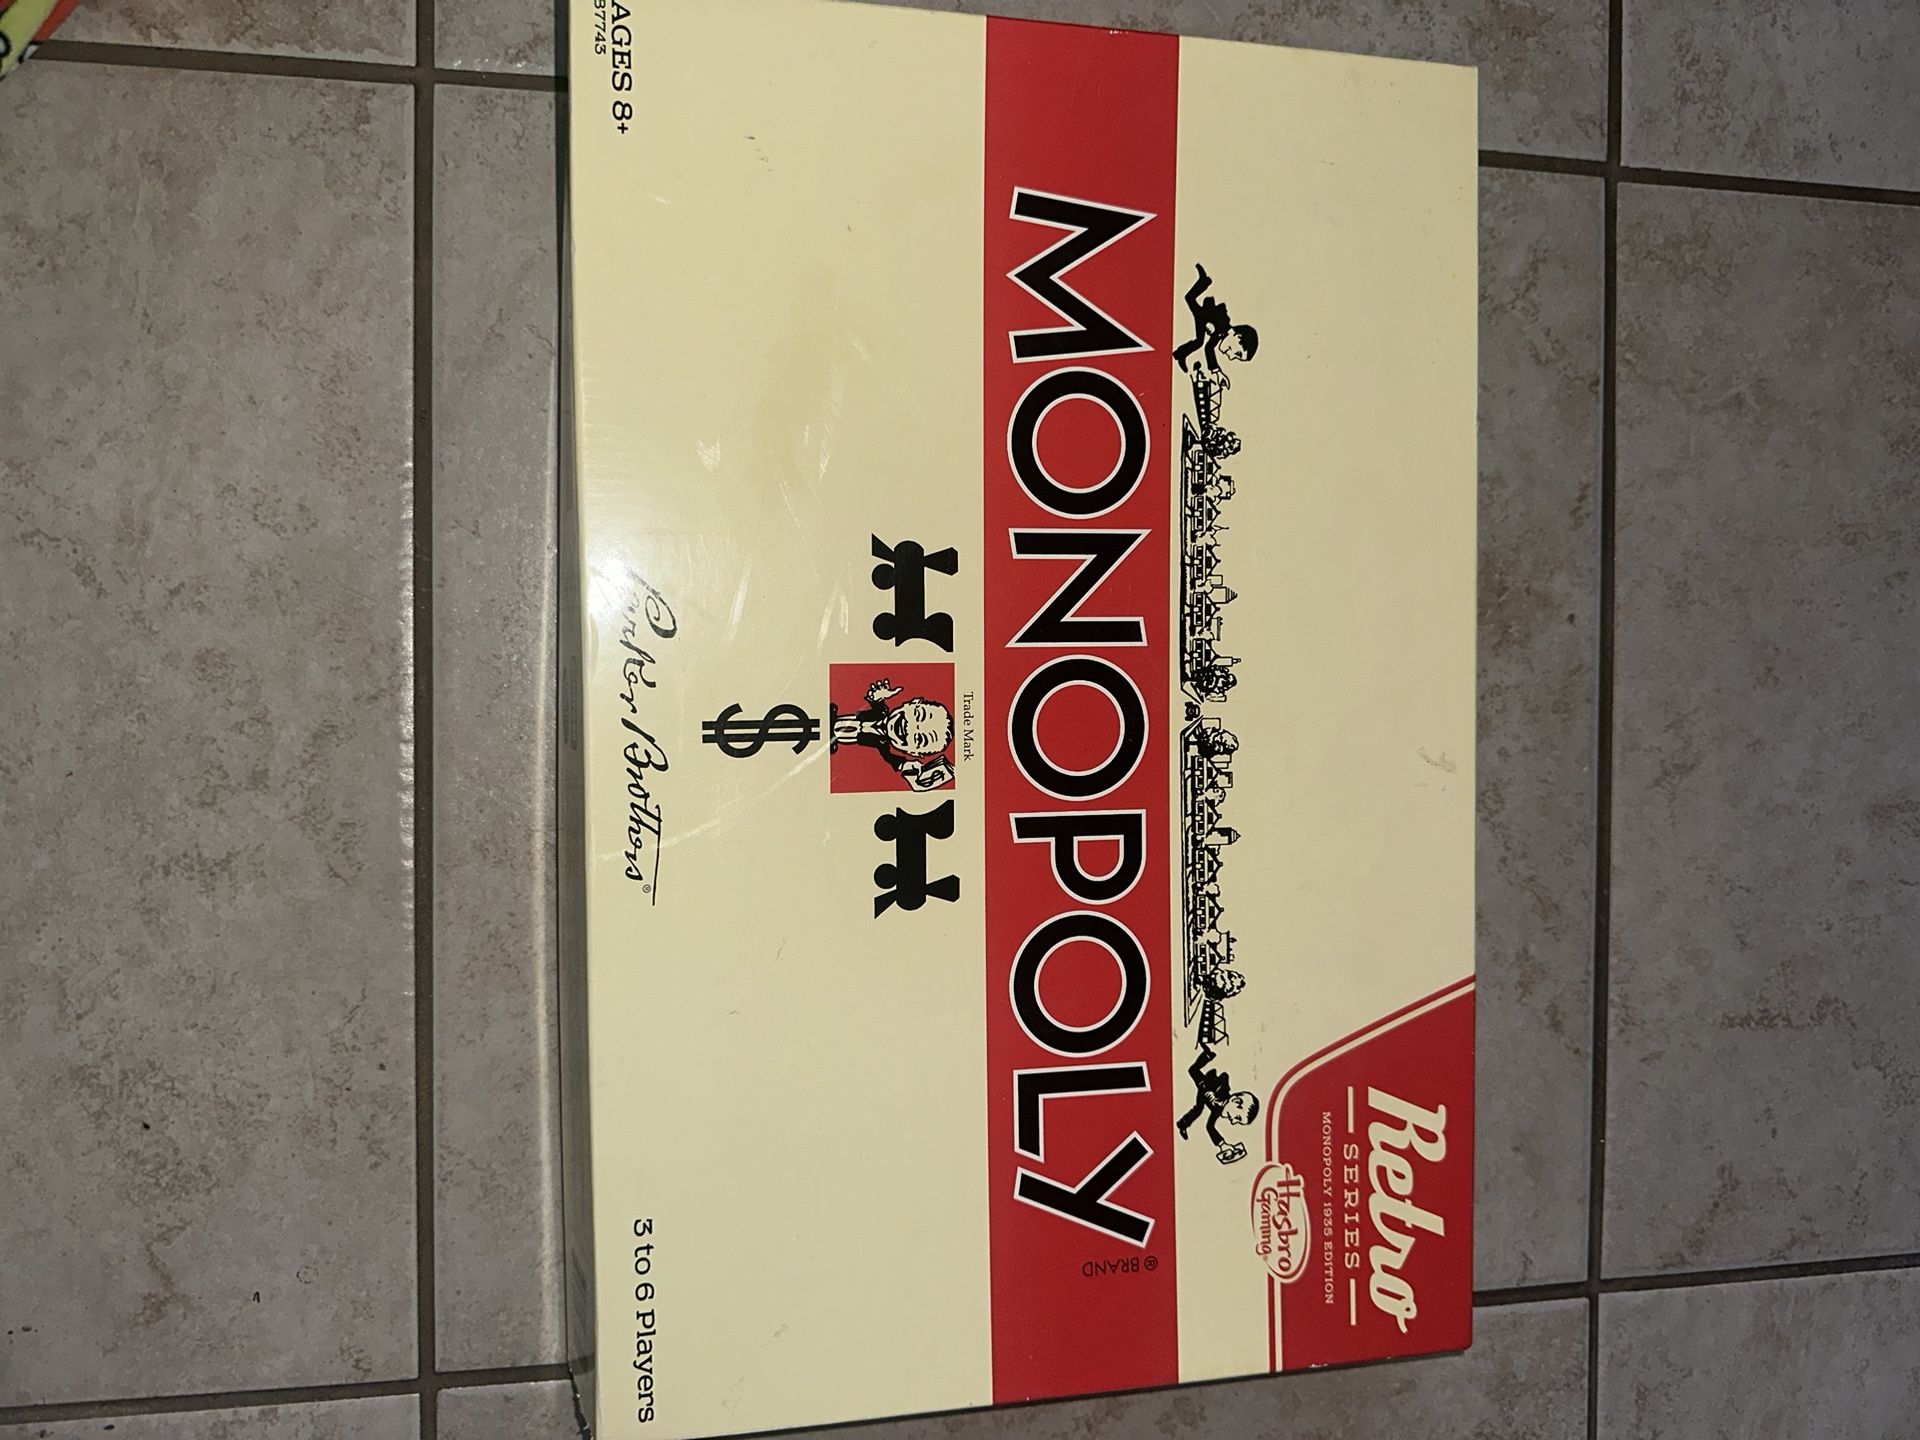 Retro
SERIES
MONOPOLY 1935 EDITION
Hasbro
Gaming
MONOPOLY
® BRAND
Trade Mark
$
$
Parker Brothers®
AGES 8+
3 to 6 Players